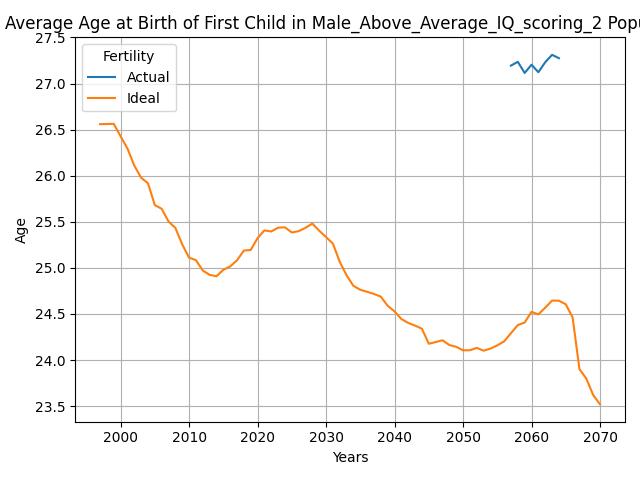 Average Age at Birth of First Child in Male_Above_Average_IQ_scoring_2 Popu
27.5
27.0
26.5
26.0
25.5
25.0
24.5
24.0
23.5
Age
Fertility
Actual
Ideal
2000 2010 2020 2030 2040 2050 2060 2070
Years